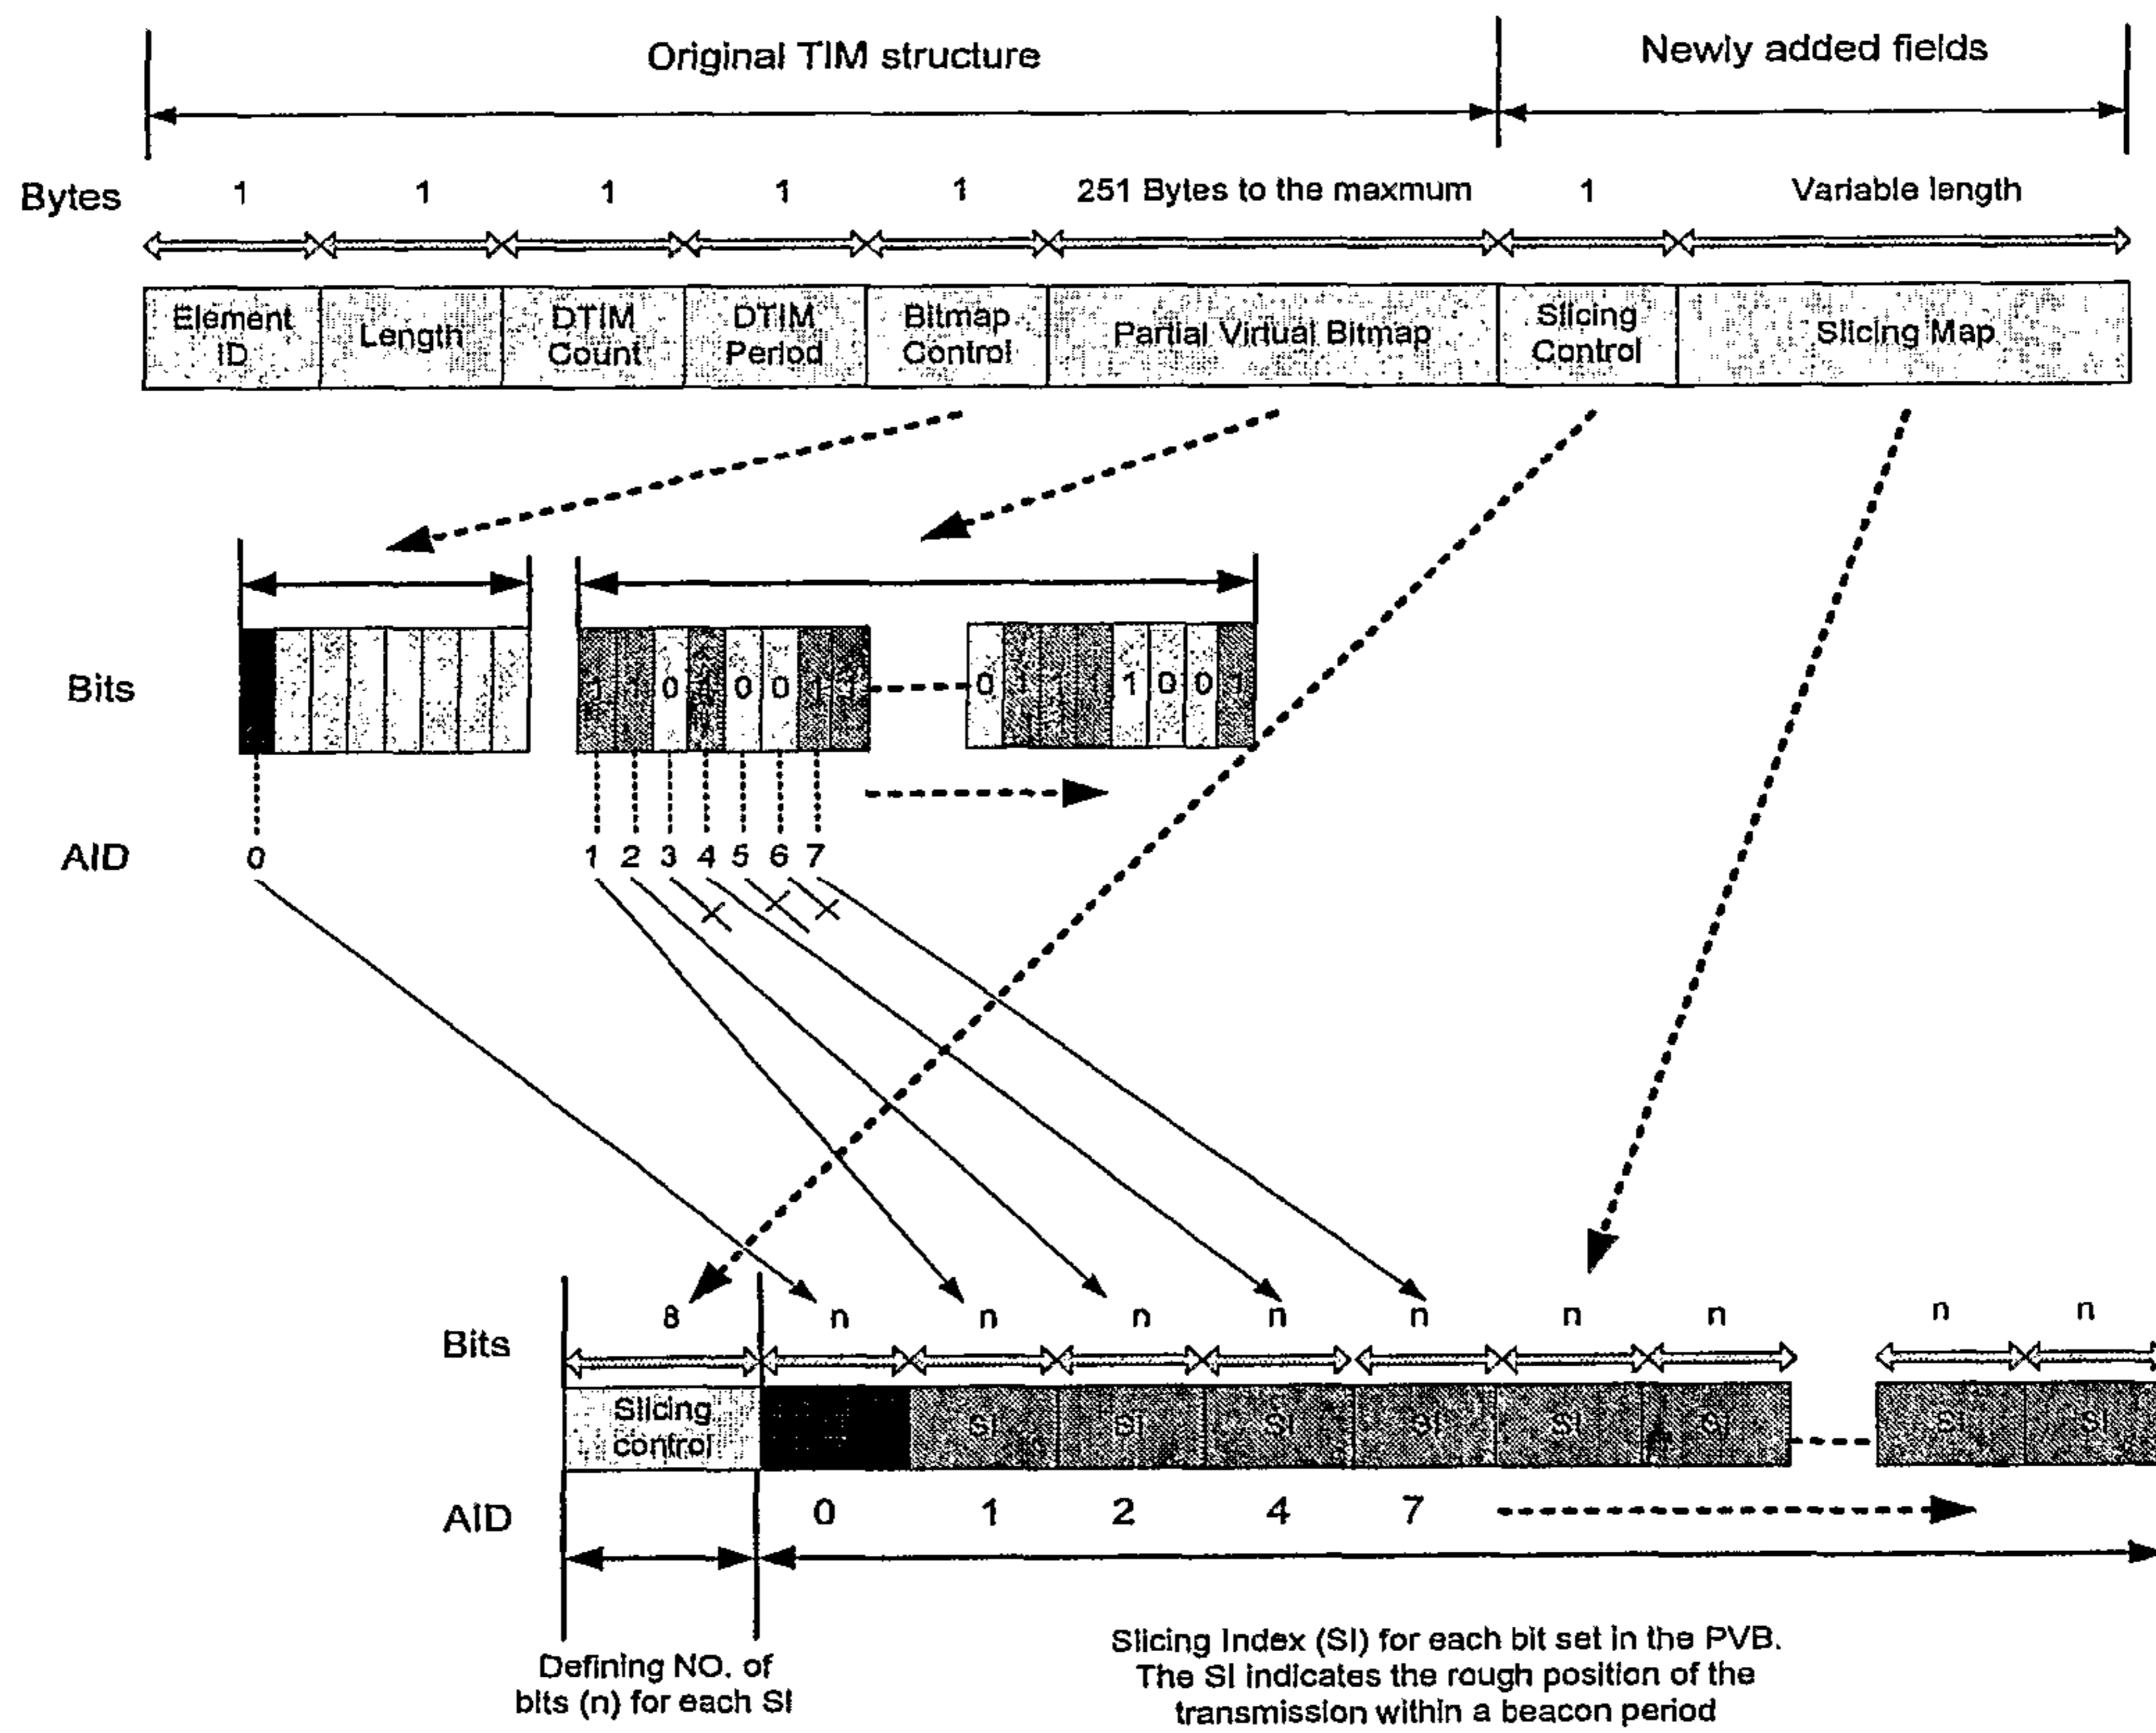 Original TIM structure
Newly added fields
Bytes 1 1 1 1 1 251 Bytes to the maxmum 1 Variable length
Element ID
Length
DTIM Count
DTIM Period
Bitmap Control
Partial Virtual Bitmap
Slicing Control
Slicing Map
Bits 1 1 0 1 0 0 1 1 0 1 1 1 1 0 0 1
AID 0 1 2 3 4 5 6 7
Bits 8 n n n n n n n n n
Slicing control
SI SI SI SI SI SI SI SI
AID 0 1 2 4 7
Defining NO. of
bits (n) for each SI
Slicing Index (SI) for each bit set in the PVB.
The SI indicates the rough position of the
transmission within a beacon period